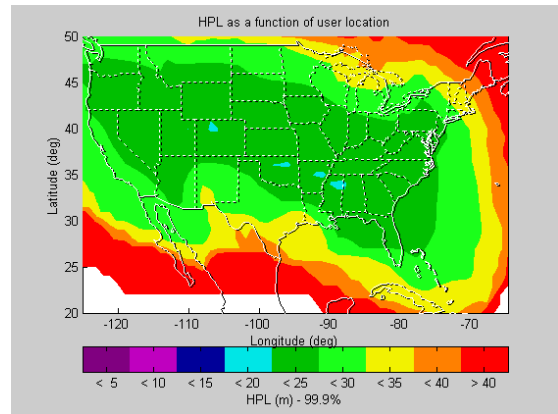 HPL as a function of user location
50
45
40
35
30
25
20
Latitude (deg)
-120 -110 -100 -90 -80 -70
Longitude (deg)
< 5 < 10 < 15 < 20 < 25 < 30 < 35 < 40 > 40
HPL (m) - 99.9%